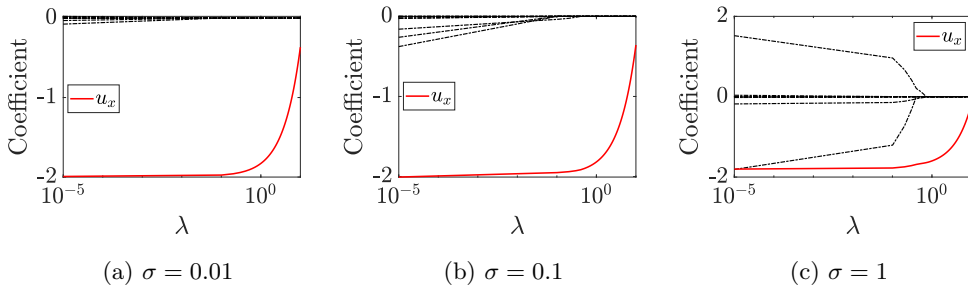 Coefficient
0
-1
-2
u_x
10^{-5}
10^0
λ
(a) σ = 0.01
Coefficient
0
-1
-2
u_x
10^{-5}
10^0
λ
(b) σ = 0.1
Coefficient
2
0
2
u_x
10^{-5}
10^0
λ
(c) σ = 1